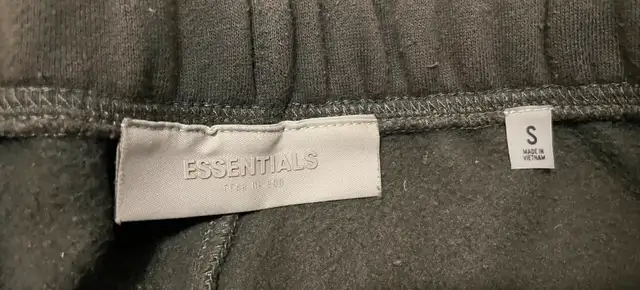 ESSENTIALS
FEAR OF GOD
S
MADE IN
VIETNAM